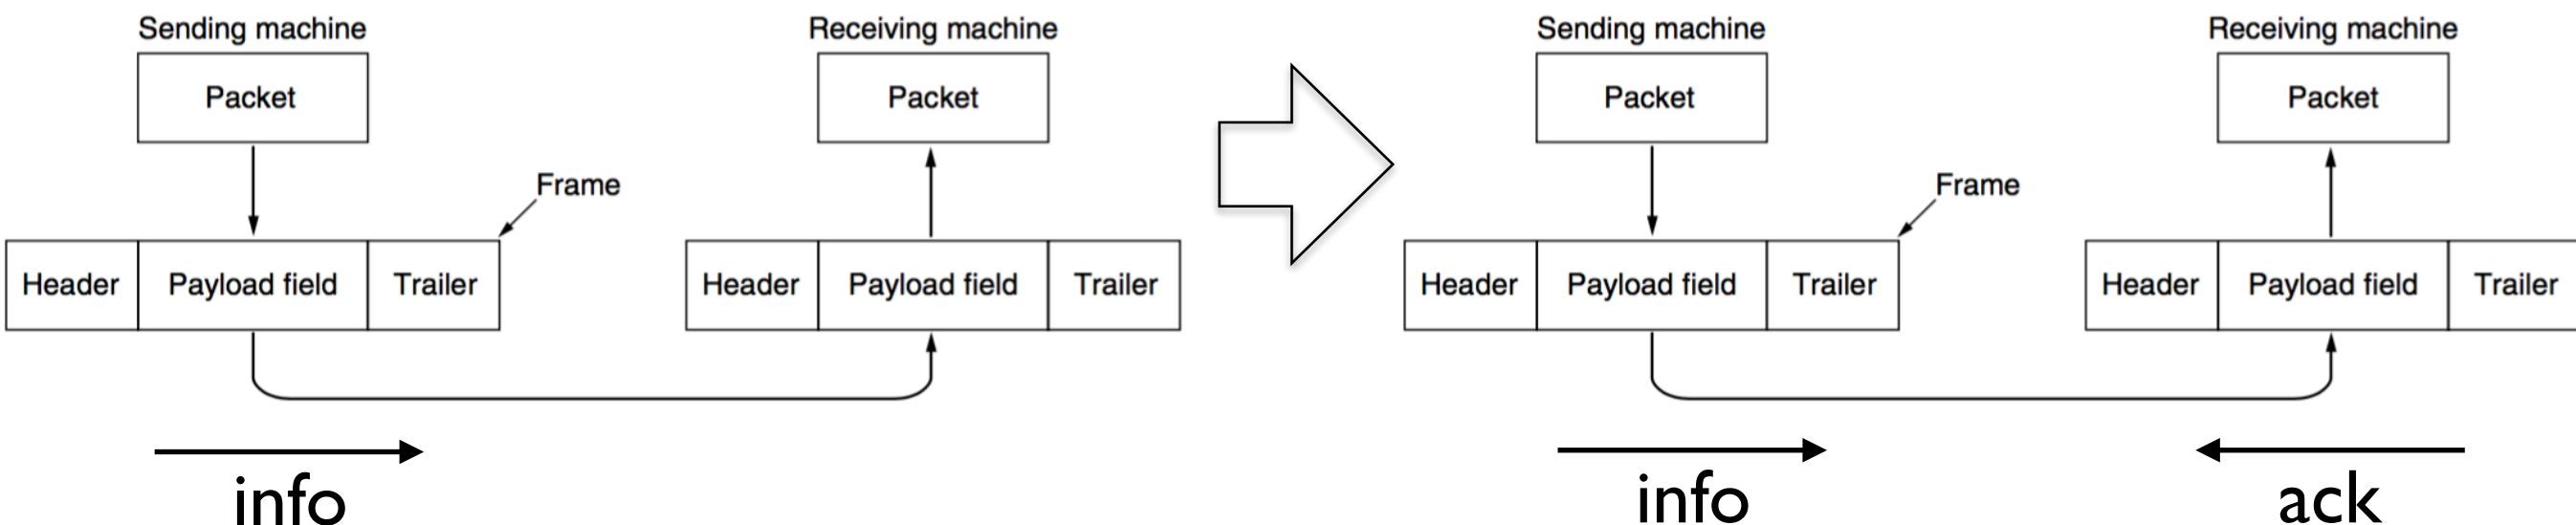 Sending machine
Receiving machine
Packet
Packet
Frame
Header
Payload field
Trailer
Header
Payload field
Trailer
info
Sending machine
Receiving machine
Packet
Packet
Frame
Header
Payload field
Trailer
Header
Payload field
Trailer
info
ack